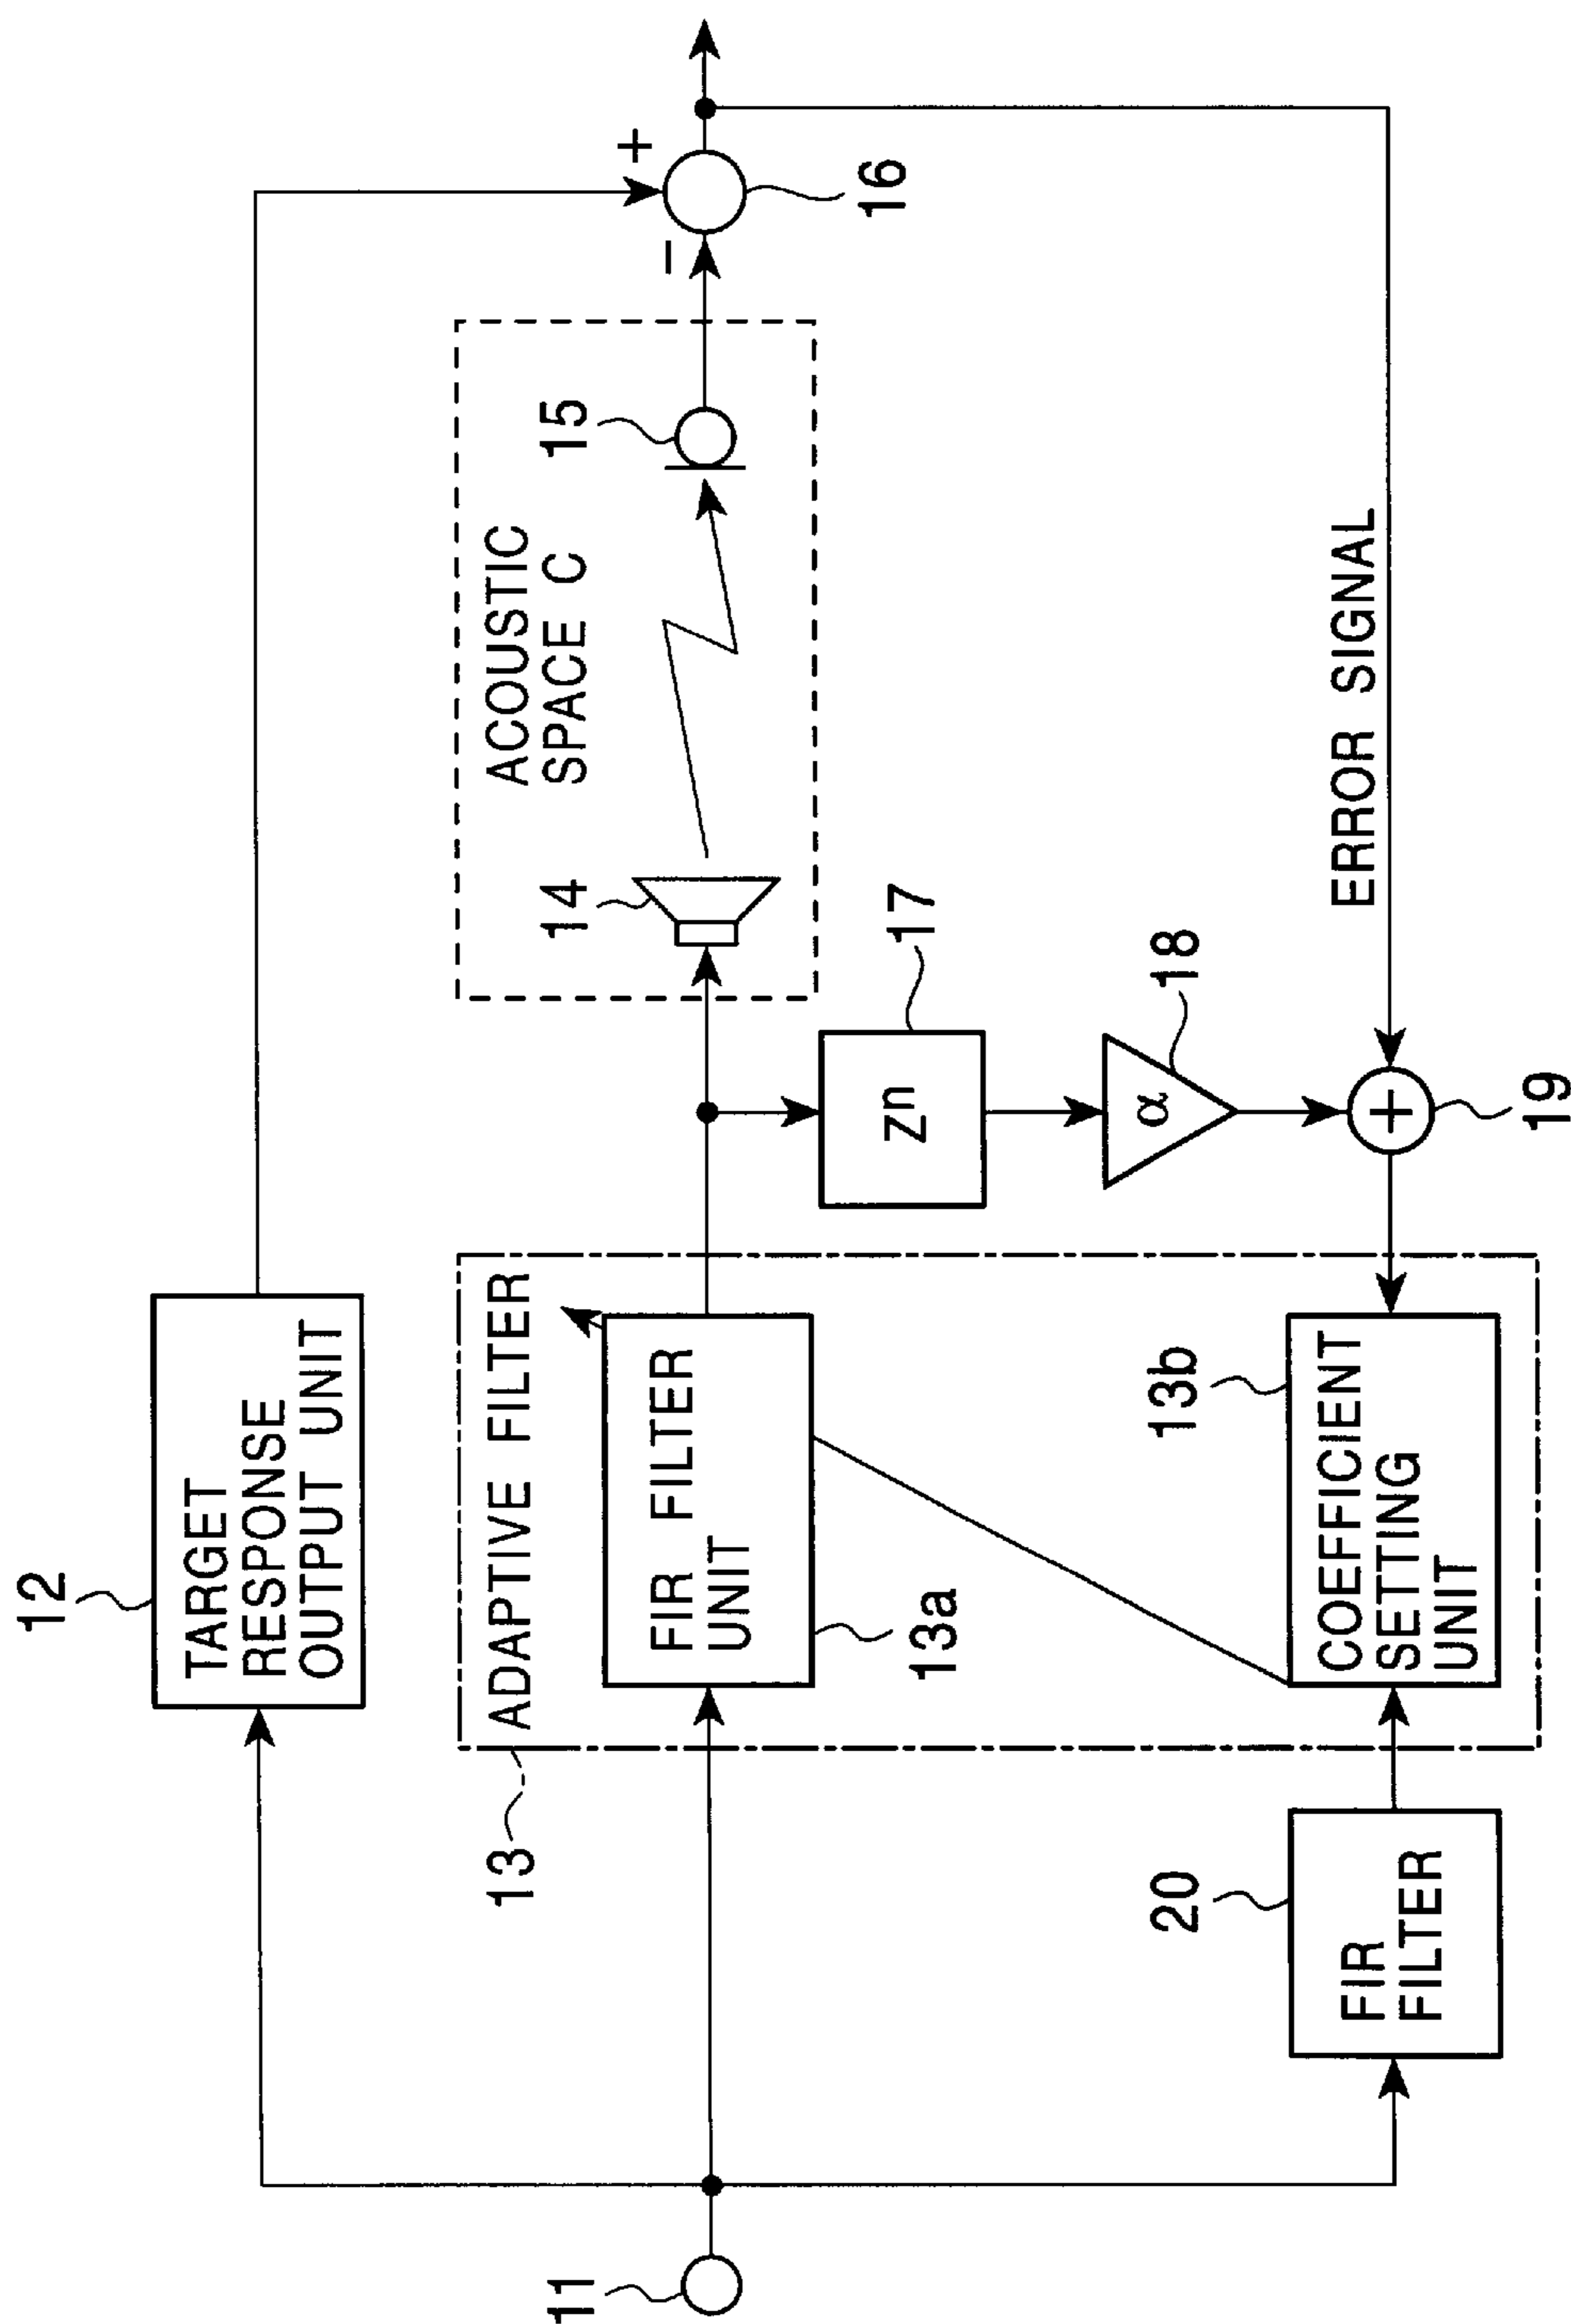 12
TARGET
RESPONSE
OUTPUT UNIT
+
−
16
ACOUSTIC
SPACE C
15
14
13
ADAPTIVE FILTER
FIR FILTER
UNIT
13a
zn
17
α
18
ERROR SIGNAL
+
19
13b
COEFFICIENT
SETTING
UNIT
20
FIR
FILTER
11